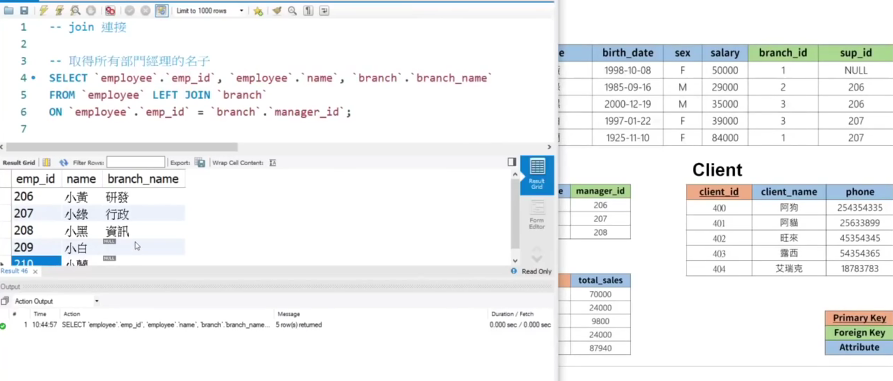 Limit to 1000 rows
1 -- join 連接
2
3 -- 取得所有部門經理的名子
4 SELECT `employee`.`emp_id`, `employee`.`name`, `branch`.`branch_name`
5 FROM `employee` LEFT JOIN `branch`
6 ON `employee`.`emp_id` = `branch`.`manager_id`;
7
Result Grid Filter Rows: Export: Wrap Cell Content:
emp_id name branch_name
206 小黃 研發
207 小綠 行政
208 小黑 資訊
209 小白 NULL
210 小蘭 NULL
Result Grid
Form Editor
Result 46
Read Only
Output
Action Output
# Time Action Message Duration / Fetch
1 10:44:57 SELECT `employee`.`emp_id`, `employee`.`name`, `branch`.`branch_name... 5 row(s) returned 0.000 sec / 0.000 sec
birth_date sex salary branch_id sup_id
1998-10-08 F 50000 1 NULL
1985-09-16 M 29000 2 206
2000-12-19 M 35000 3 206
1997-01-22 F 39000 3 207
1925-11-10 F 84000 1 207
manager_id
206
207
208
Client
client_id client_name phone
400 阿狗 254354335
401 阿貓 25633899
402 旺來 45354345
403 露西 54354365
404 艾瑞克 18783783
total_sales
70000
24000
9800
24000
87940
Primary Key
Foreign Key
Attribute